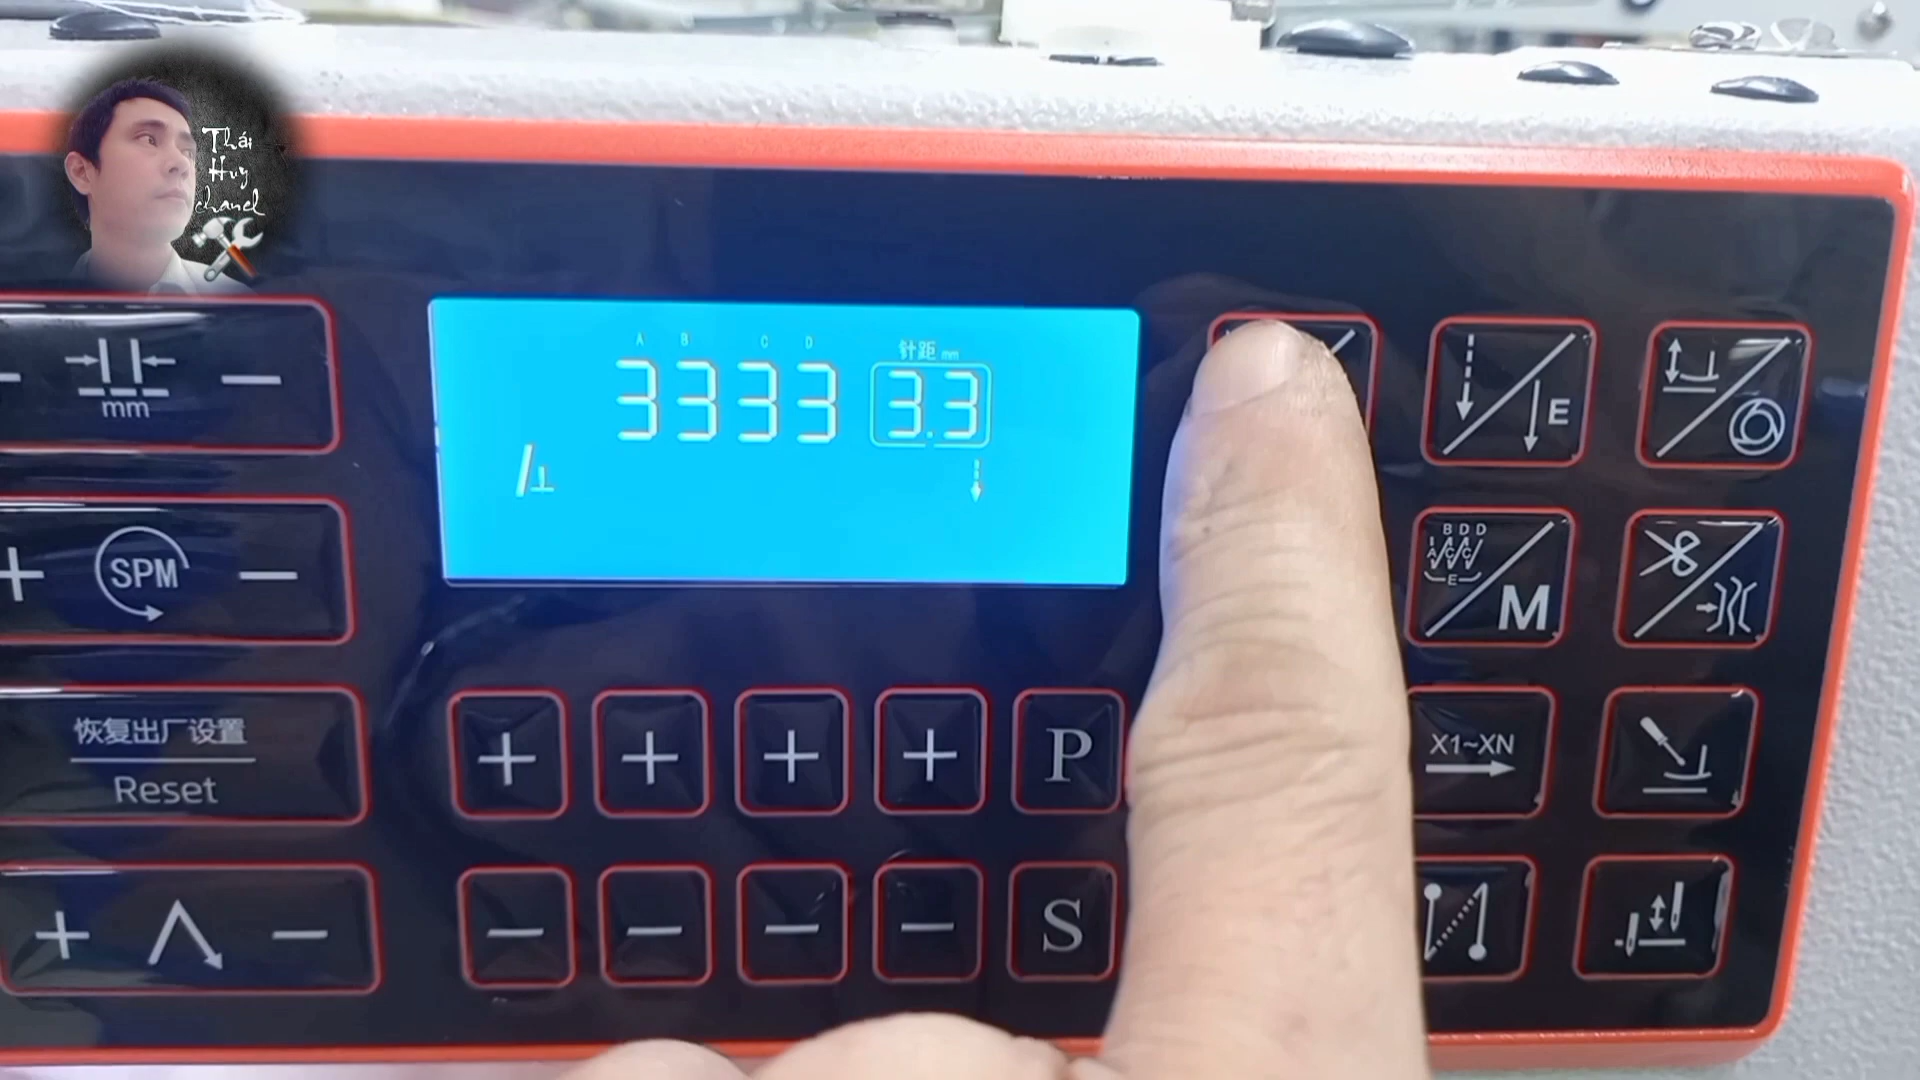 Thái
Huy
chanel
A B C D 针距 mm
3333 3.3
mm
E
SPM
B D D
A C C
E
M
恢复出厂设置
Reset
P
X1~XN
S